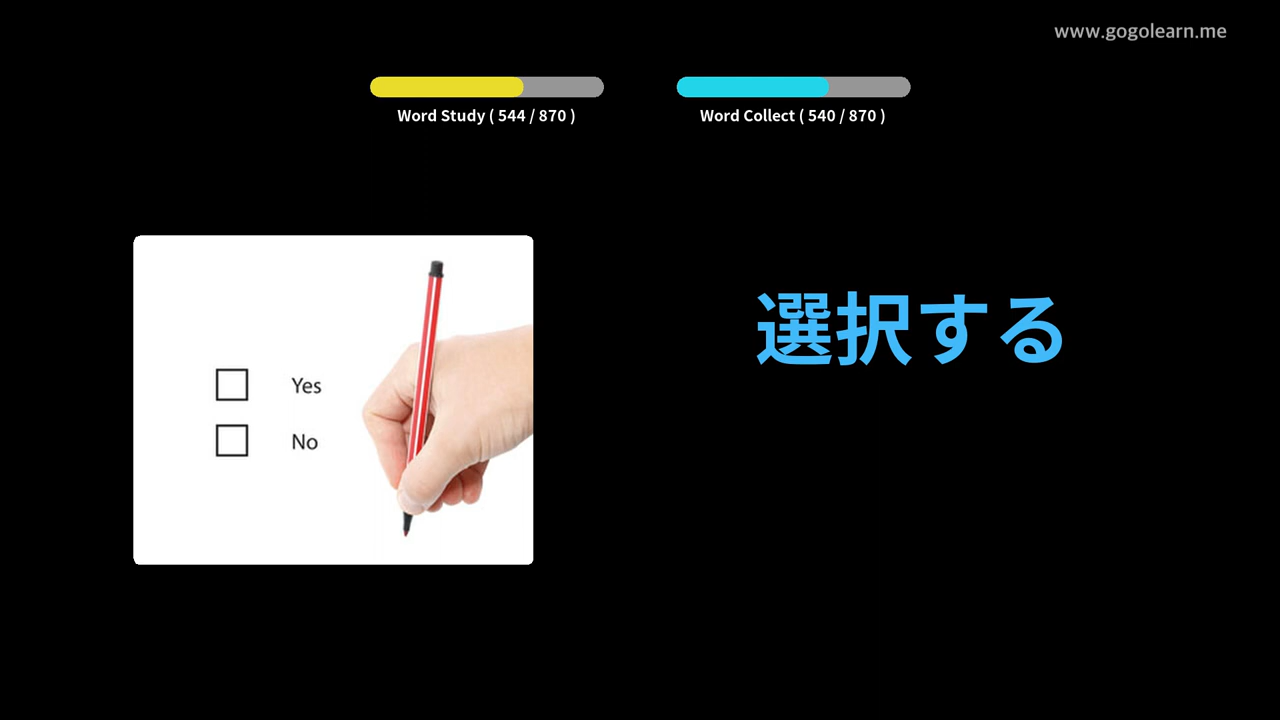 www.gogolearn.me
Word Study ( 544 / 870 )
Word Collect ( 540 / 870 )
選択する
Yes
No